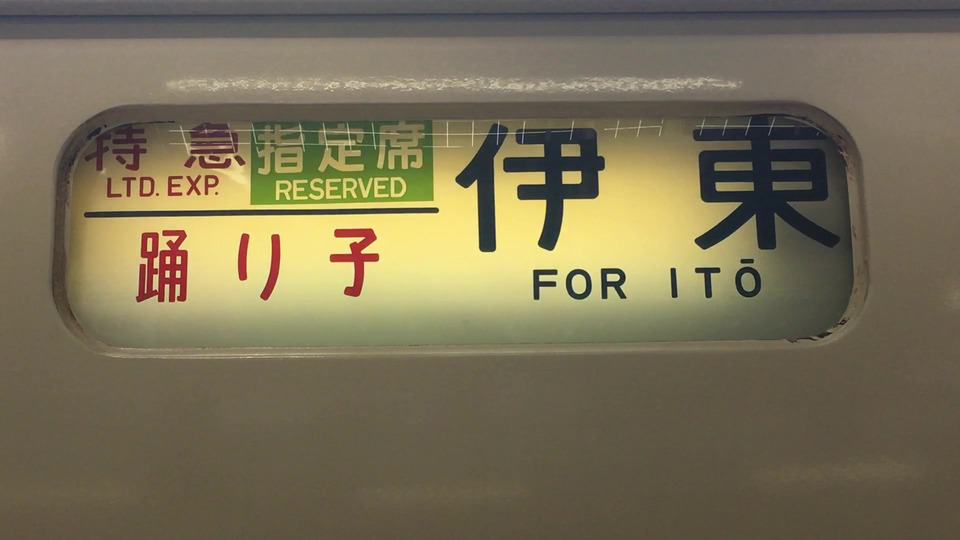 特急 指定席
LTD. EXP. RESERVED
踊り子
伊東
FOR ITŌ